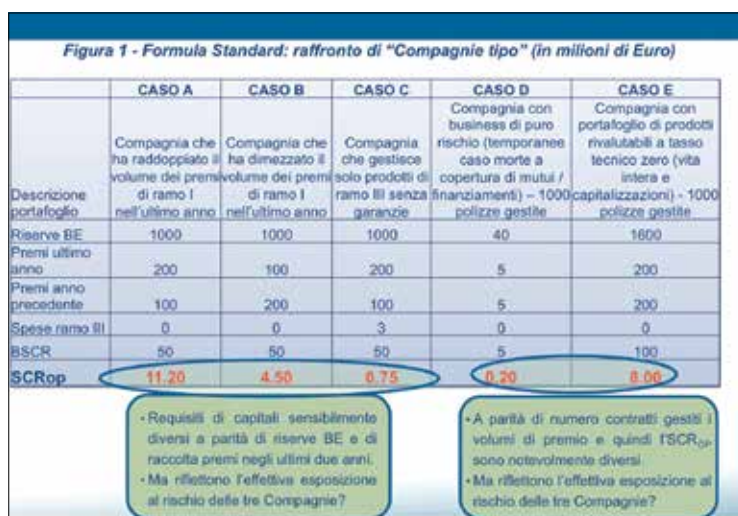 Figura 1 - Formula Standard: raffronto di "Compagnie tipo" (in milioni di Euro)
CASO A CASO B CASO C CASO D CASO E
Descrizione portafoglio
Compagnia che ha raddoppiato il volume dei premi di ramo I nell'ultimo anno
Compagnia che ha dimezzato il volume dei premi di ramo I nell'ultimo anno
Compagnia che gestisce solo prodotti di ramo III senza garanzie
Compagnia con business di puro rischio (temporanee caso morte a copertura di mutui / finanziamenti) – 1000 polizze gestite
Compagnia con portafoglio di prodotti rivalutabili a tasso tecnico zero (vita intera e capitalizzazioni) - 1000 polizze gestite
Riserve BE 1000 1000 1000 40 1600
Premi ultimo anno 200 100 200 5 200
Premi anno precedente 100 200 100 5 200
Spese ramo III 0 0 3 0 0
BSCR 50 50 50 5 100
SCRop 11.20 4.50 0.75 0.20 8.00
• Requisiti di capitali sensibilmente
diversi a parità di riserve BE e di
raccolta premi negli ultimi due anni.
• Ma riflettono l'effettiva esposizione
al rischio delle tre Compagnie?
• A parità di numero contratti gestiti i
volumi di premio e quindi l'SCROP
sono notevolmente diversi
• Ma riflettono l'effettiva esposizione al
rischio delle tre Compagnie?